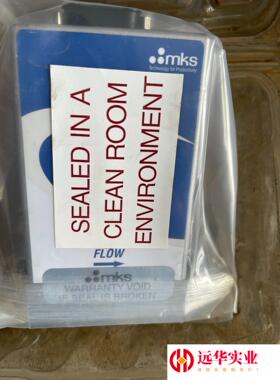 mks
Technology for Productivity
SEALED IN A
CLEAN ROOM
ENVIRONMENT
FLOW
mks
WARRANTY VOID
IF SEAL IS BROKEN
远华实业